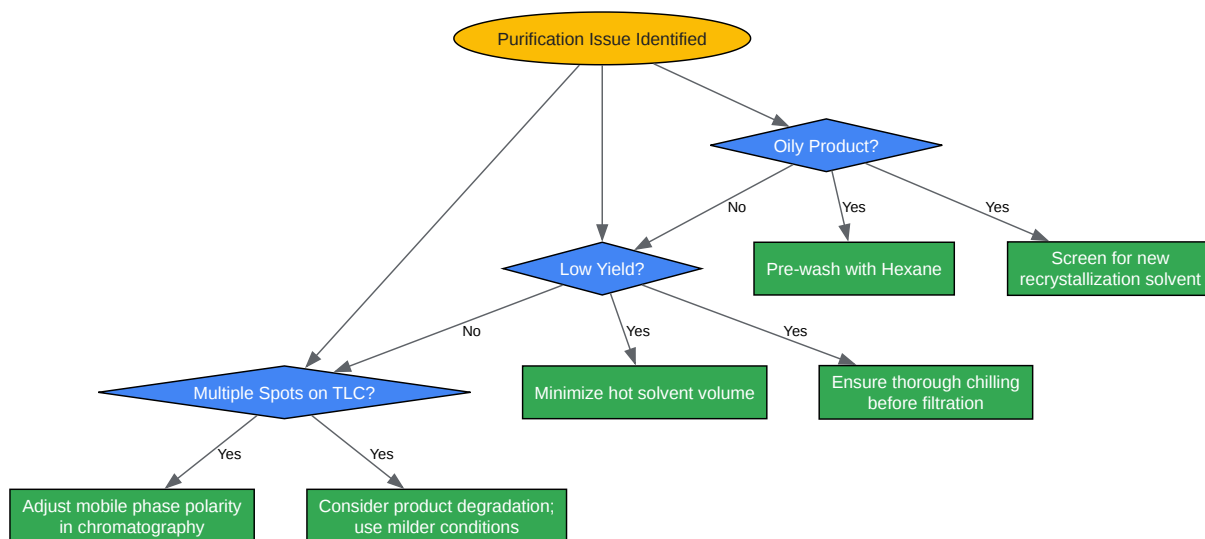 Purification Issue Identified
Oily Product?
No
Yes
Yes
Low Yield?
Pre-wash with Hexane
Screen for new
recrystallization solvent
No
Yes
Yes
Multiple Spots on TLC?
Minimize hot solvent volume
Ensure thorough chilling
before filtration
Yes
Yes
Adjust mobile phase polarity
in chromatography
Consider product degradation;
use milder conditions